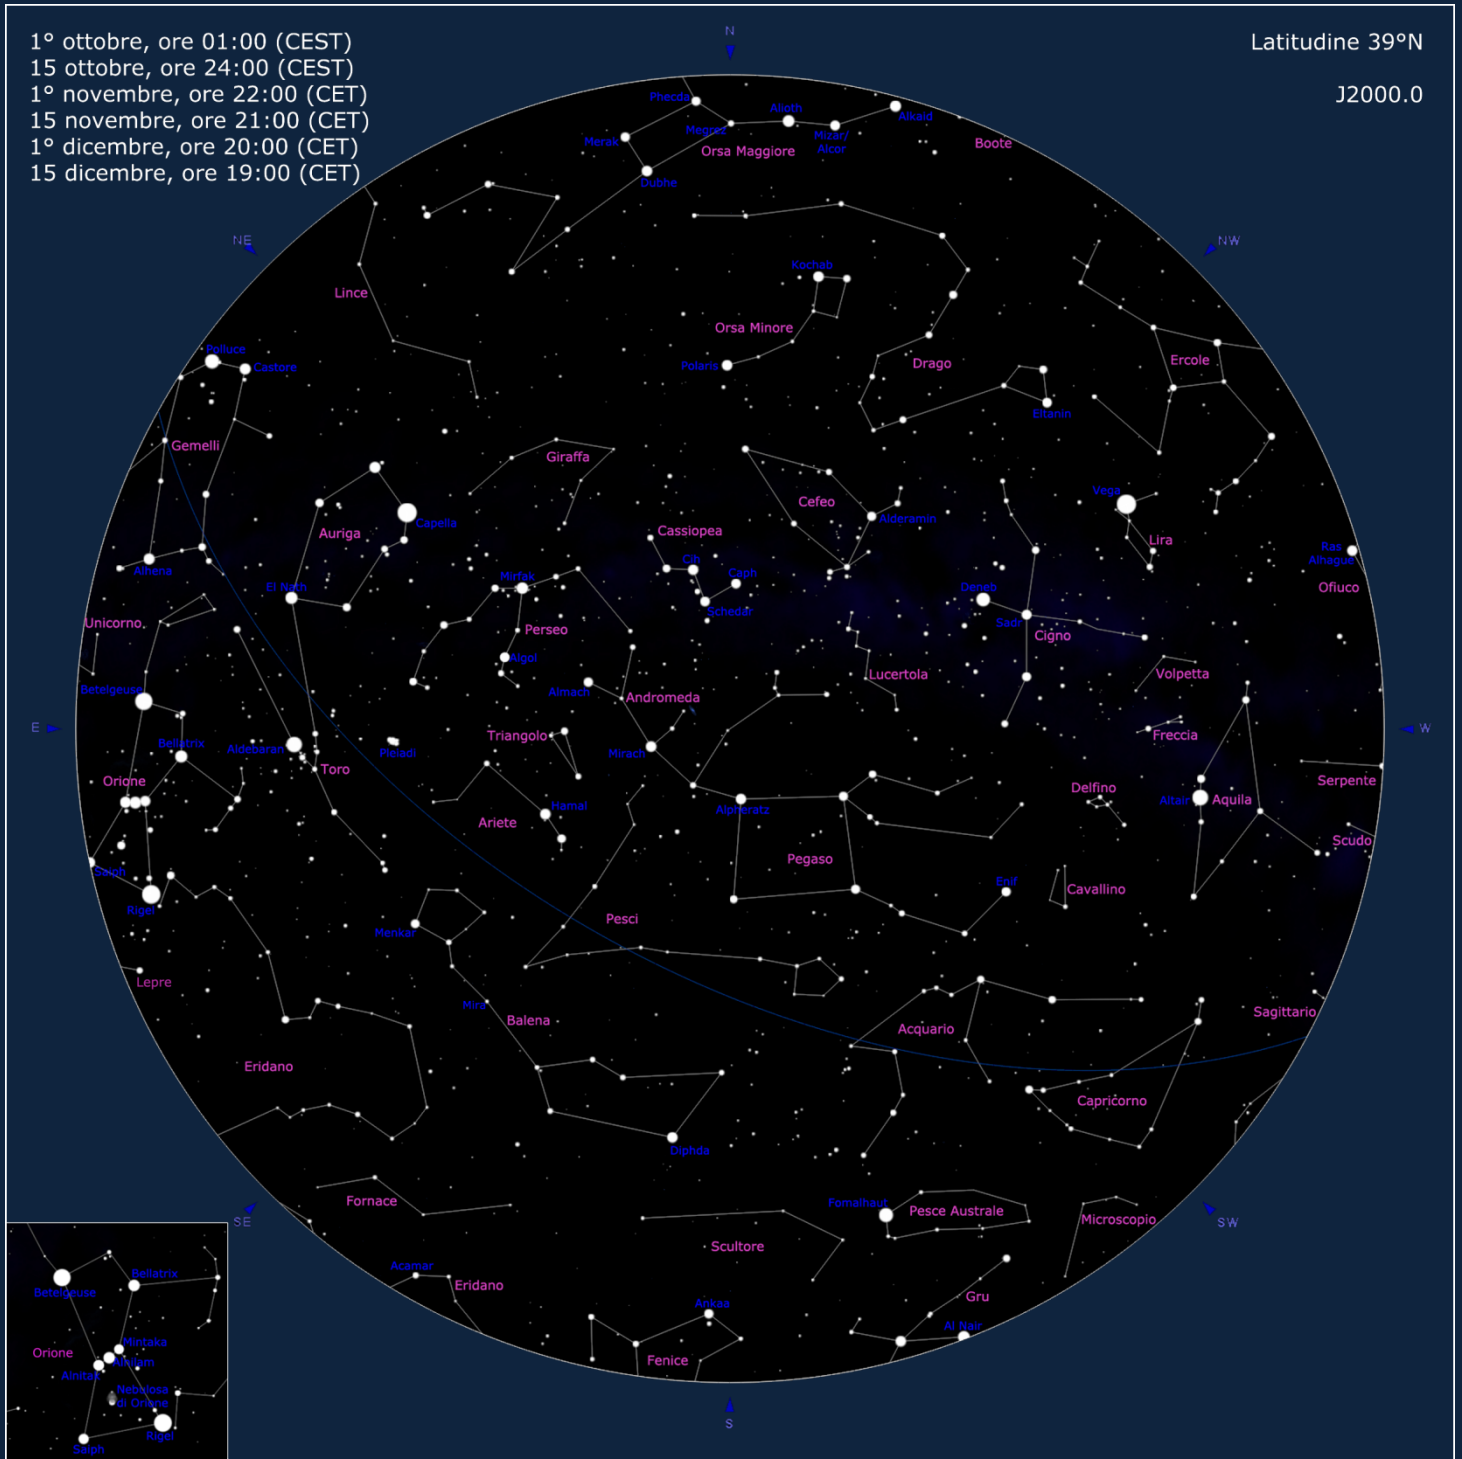 1° ottobre, ore 01:00 (CEST)
15 ottobre, ore 24:00 (CEST)
1° novembre, ore 22:00 (CET)
15 novembre, ore 21:00 (CET)
1° dicembre, ore 20:00 (CET)
15 dicembre, ore 19:00 (CET)
Latitudine 39°N
J2000.0
N
Phecda
Alioth
Alkaid
Megrez
Mizar/
Alcor
Merak
Orsa Maggiore
Boote
Dubhe
NE
NW
Kochab
Lince
Orsa Minore
Polluce
Castore
Polaris
Drago
Ercole
Eltanin
Gemelli
Giraffa
Vega
Cefeo
Capella
Auriga
Cassiopea
Alderamin
Lira
Ras
Alhague
Alhena
Cih
Caph
Mirfak
El Nath
Deneb
Ofiuco
Schedar
Unicorno
Perseo
Sadr
Cigno
Algol
Lucertola
Volpetta
Betelgeuse
Almach
Andromeda
E
W
Bellatrix
Aldebaran
Pleiadi
Triangolo
Mirach
Freccia
Toro
Orione
Delfino
Serpente
Hamal
Alpheratz
Altair
Aquila
Ariete
Scudo
Saiph
Pegaso
Enif
Cavallino
Rigel
Menkar
Pesci
Lepre
Mira
Balena
Acquario
Sagittario
Eridano
Capricorno
Diphda
Fornace
Fomalhaut
Pesce Australe
Microscopio
SE
SW
Scultore
Acamar
Eridano
Gru
Ankaa
Al Nair
Fenice
S
Bellatrix
Betelgeuse
Mintaka
Orione
Alnilam
Alnitak
Nebulosa
di Orione
Rigel
Saiph